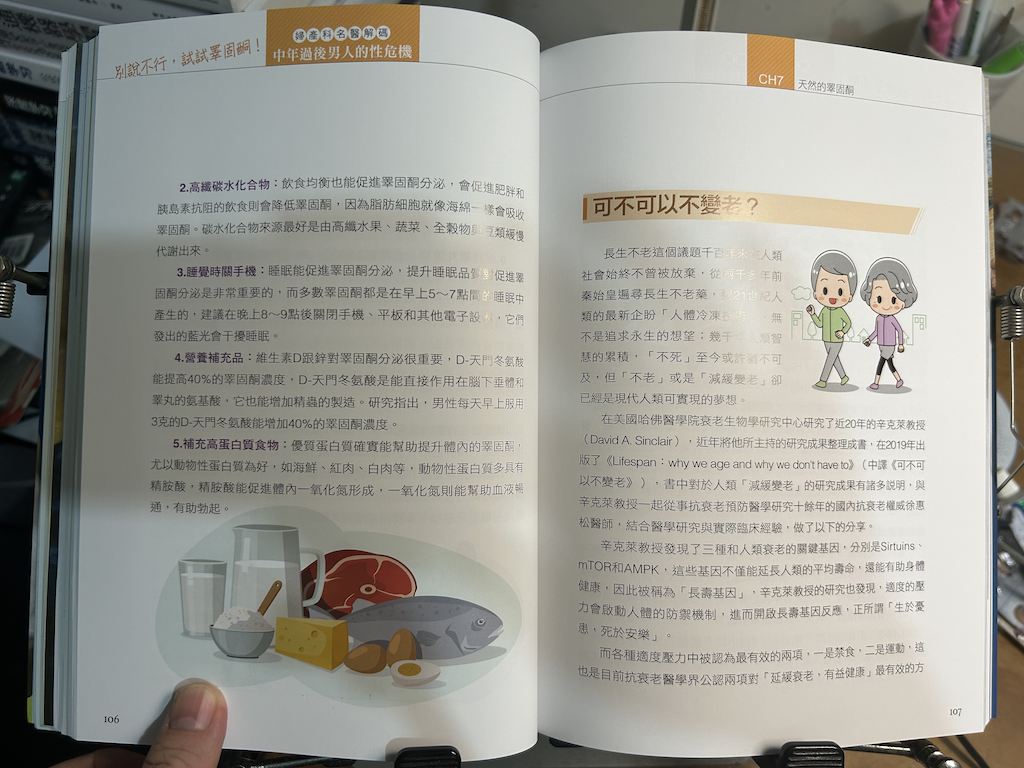 別說不行，試試睪固酮！
婦產科名醫解碼
中年過後男人的性危機
2.高纖碳水化合物：飲食均衡也能促進睪固酮分泌，會促進肥胖和
胰島素抗阻的飲食則會降低睪固酮，因為脂肪細胞就像海綿一樣會吸收
睪固酮。碳水化合物來源最好是由高纖水果、蔬菜、全穀物與豆類緩慢
代謝出來。
3.睡覺時關手機：睡眠能促進睪固酮分泌，提升睡眠品質對促進睪
固酮分泌是非常重要的，而多數睪固酮都是在早上5～7點間的睡眠中
產生的，建議在晚上8～9點後關閉手機、平板和其他電子設備，它們
發出的藍光會干擾睡眠。
4.營養補充品：維生素D跟鋅對睪固酮分泌很重要，D-天門冬氨酸
能提高40%的睪固酮濃度，D-天門冬氨酸是能直接作用在腦下垂體和
睪丸的氨基酸，它也能增加精蟲的製造。研究指出，男性每天早上服用
3克的D-天門冬氨酸能增加40%的睪固酮濃度。
5.補充高蛋白質食物：優質蛋白質確實能幫助提升體內的睪固酮，
尤以動物性蛋白質為好，如海鮮、紅肉、白肉等，動物性蛋白質多具有
精胺酸，精胺酸能促進體內一氧化氮形成，一氧化氮則能幫助血液暢
通，有助勃起。
106
CH7
天然的睪固酮
可不可以不變老？
長生不老這個議題千百年來在人類
社會始終不曾被放棄，從兩千多年前
秦始皇遍尋長生不老藥，到21世紀人
類的最新企盼「人體冷凍技術」，無
不是追求永生的想望；幾千年人類智
慧的累積，「不死」至今或許猶不可
及，但「不老」或是「減緩變老」卻
已經是現代人類可實現的夢想。
在美國哈佛醫學院衰老生物學研究中心研究了近20年的辛克萊教授
（David A. Sinclair），近年將他所主持的研究成果整理成書，在2019年出
版了《Lifespan：why we age and why we don't have to》（中譯《可不可
以不變老》），書中對於人類「減緩變老」的研究成果有諸多說明，與
辛克萊教授一起從事抗衰老預防醫學研究十餘年的國內抗衰老權威徐惠
松醫師，結合醫學研究與實際臨床經驗，做了以下的分享。
辛克萊教授發現了三種和人類衰老的關鍵基因，分別是Sirtuins、
mTOR和AMPK，這些基因不僅能延長人類的平均壽命，還能有助身體
健康，因此被稱為「長壽基因」，辛克萊教授的研究也發現，適度的壓
力會啟動人體的防禦機制，進而開啟長壽基因反應，正所謂「生於憂
患，死於安樂」。
而各種適度壓力中被認為最有效的兩項，一是禁食，二是運動，這
也是目前抗衰老醫學界公認兩項對「延緩衰老，有益健康」最有效的方
107